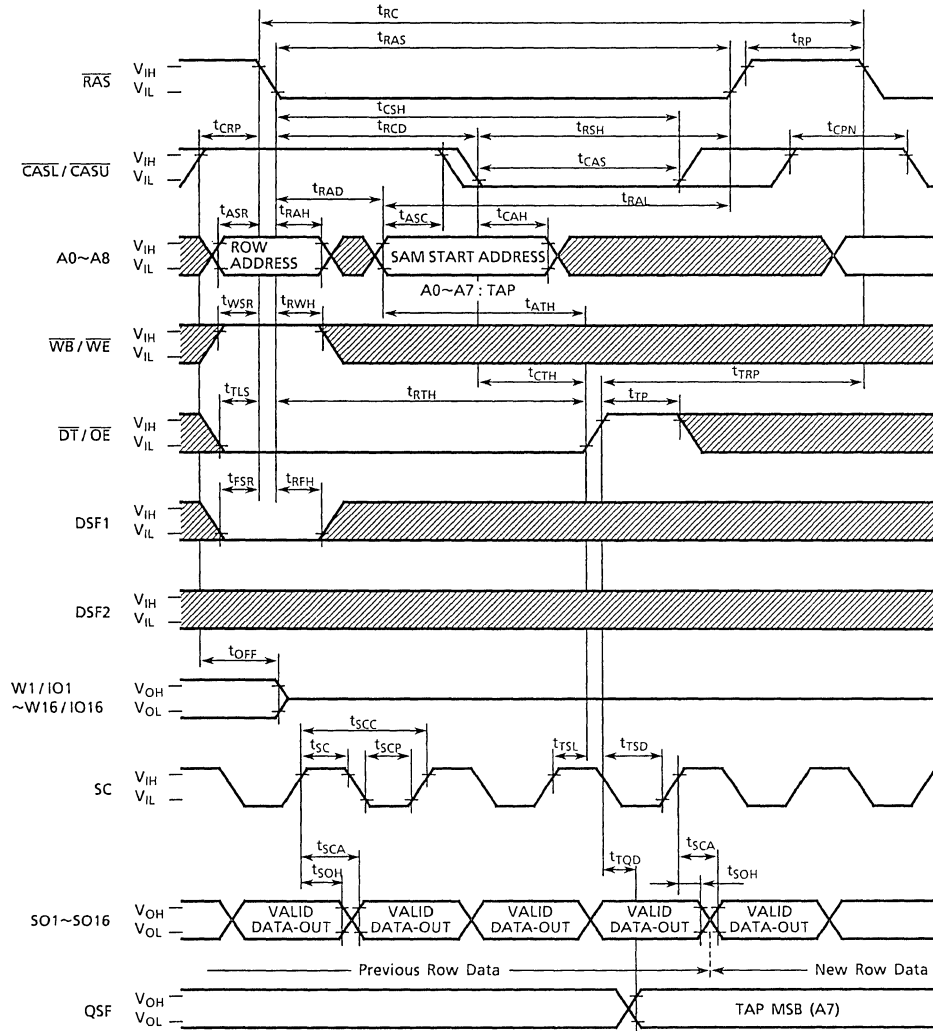 tRC
tRAS
tRP
RAS
VIH
VIL
tCSH
tCRP
tRCD
tRSH
tCPN
CASL / CASU
VIH
VIL
tCAS
tRAD
tRAL
tASR
tRAH
tASC
tCAH
A0~A8
VIH
VIL
ROW
ADDRESS
SAM START ADDRESS
A0~A7 : TAP
tWSR
tRWH
tATH
WB / WE
VIH
VIL
tCTH
tTRP
tTLS
tRTH
tTP
DT / OE
VIH
VIL
tFSR
tRFH
DSF1
VIH
VIL
DSF2
VIH
VIL
tOFF
W1 / IO1
~W16 / IO16
VOH
VOL
tSCC
tSC
tSCP
tTSL
tTSD
SC
VIH
VIL
tSCA
tSOH
tTQD
tSCA
tSOH
SO1~SO16
VOH
VOL
VALID
DATA-OUT
VALID
DATA-OUT
VALID
DATA-OUT
VALID
DATA-OUT
VALID
DATA-OUT
Previous Row Data
New Row Data
QSF
VOH
VOL
TAP MSB (A7)